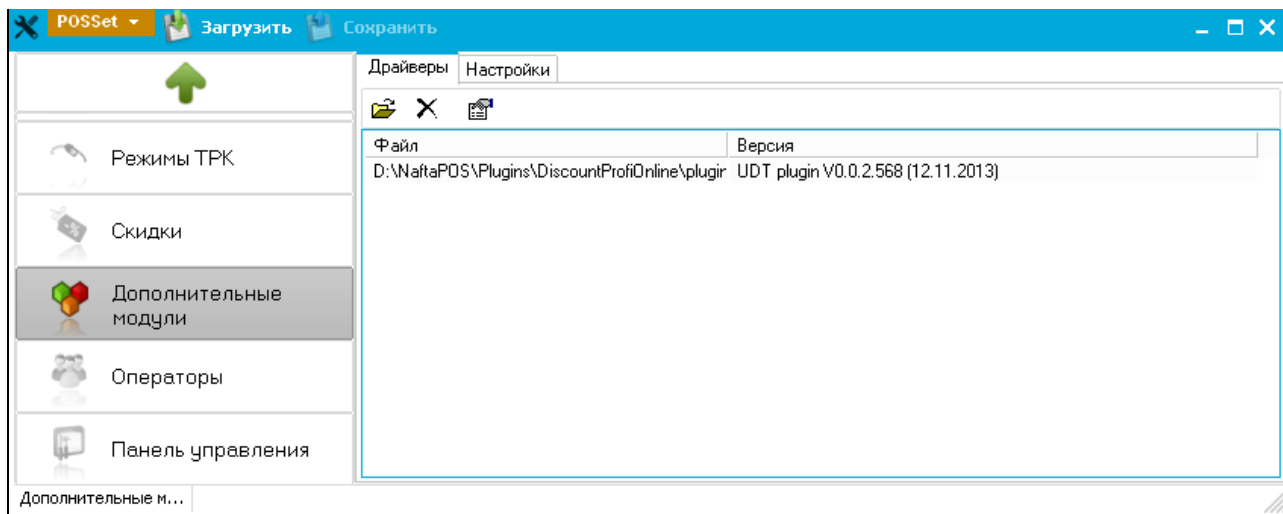 POSSet Загрузить Сохранить
Драйверы Настройки
Файл Версия
D:\NaftaPOS\Plugins\DiscountProfiOnline\plugin UDT plugin V0.0.2.568 (12.11.2013)
Режимы ТРК
Скидки
Дополнительные
модули
Операторы
Панель управления
Дополнительные м...